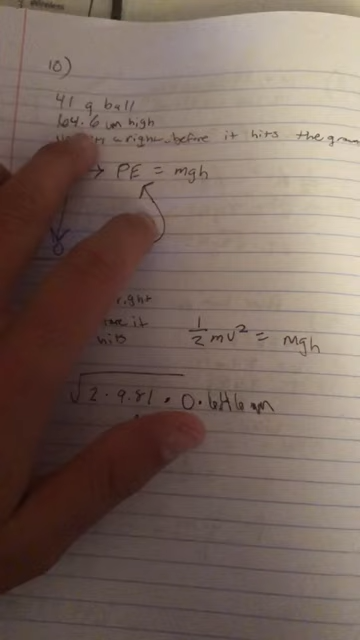 10)
41 g ball
64.6 cm high
right before it hits the
→ PE = mgh
right
it
hits
1/2 mv² = mgh
√2 · 9.81 · 0.646 m